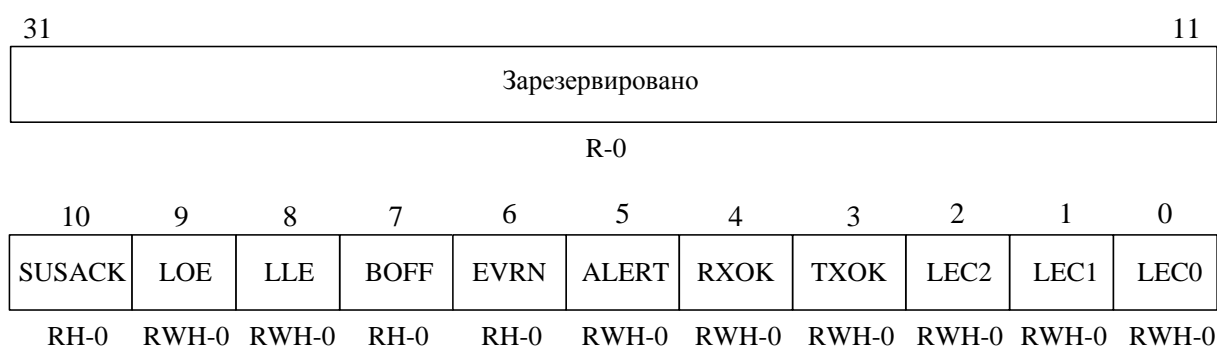 31 11
Зарезервировано
R-0
10 9 8 7 6 5 4 3 2 1 0
SUSACK LOE LLE BOFF EVRN ALERT RXOK TXOK LEC2 LEC1 LEC0
RH-0 RWH-0 RWH-0 RH-0 RH-0 RWH-0 RWH-0 RWH-0 RWH-0 RWH-0 RWH-0